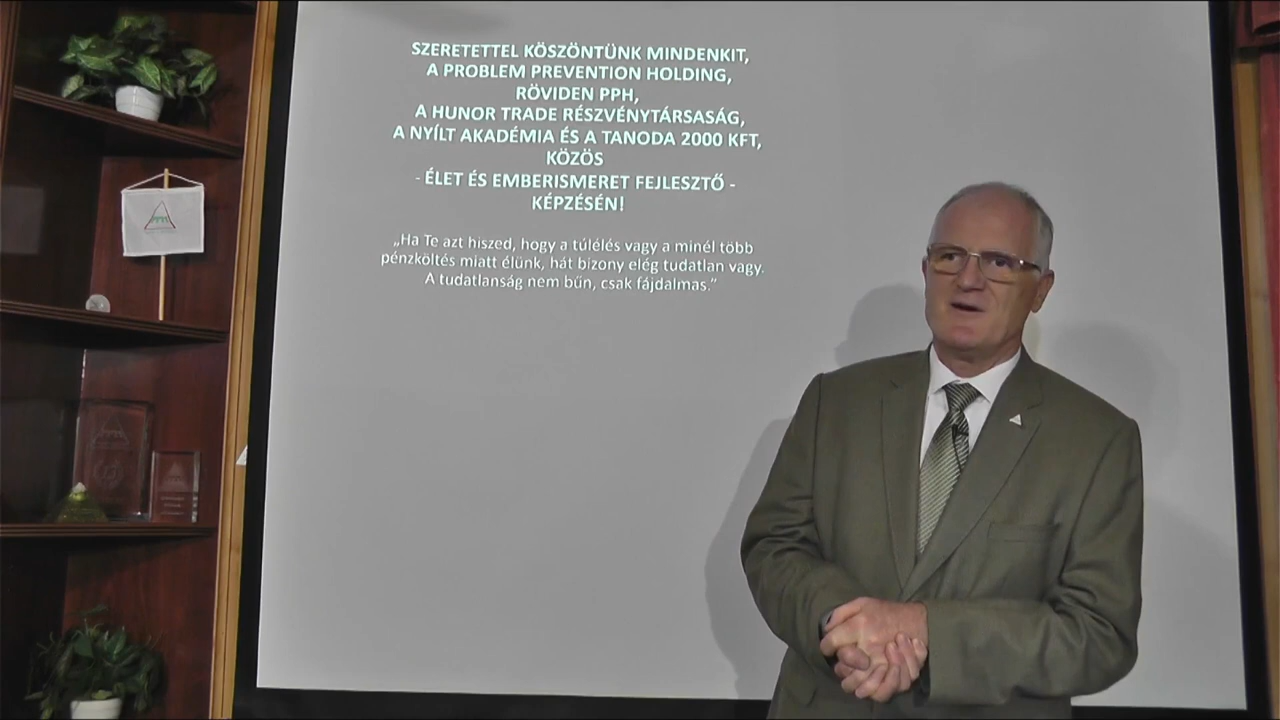 SZERETETTEL KÖSZÖNTÜNK MINDENKIT,
A PROBLEM PREVENTION HOLDING,
RÖVIDEN PPH,
A HUNOR TRADE RÉSZVÉNYTÁRSASÁG,
A NYÍLT AKADÉMIA ÉS A TANODA 2000 KFT,
KÖZÖS
- ÉLET ÉS EMBERISMERET FEJLESZTŐ -
KÉPZÉSÉN!
„Ha Te azt hiszed, hogy a túlélés vagy a minél több
pénzköltés miatt élünk, hát bizony elég tudatlan vagy.
A tudatlanság nem bűn, csak fájdalmas.”